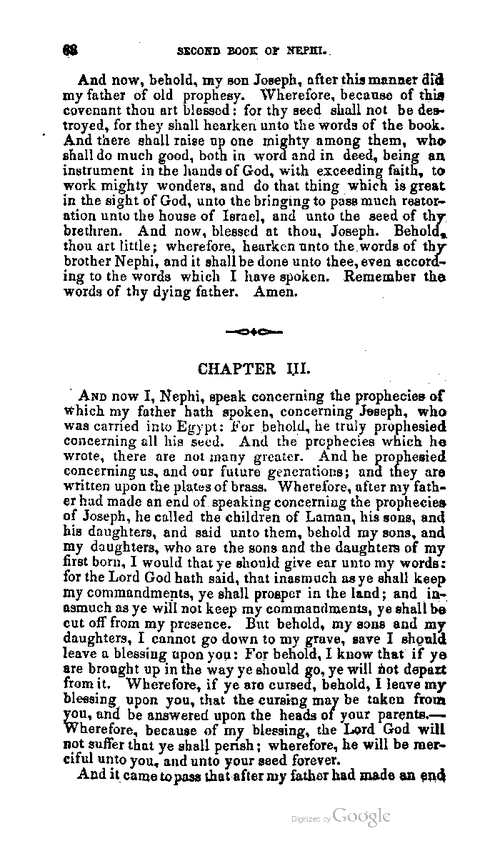 68 SECOND BOOK OF NEPHI.
And now, behold, my son Joseph, after this manner did
my father of old prophesy. Wherefore, because of this
covenant thou art blessed: for thy seed shall not be des-
troyed, for they shall hearken unto the words of the book.
And there shall raise up one mighty among them, who
shall do much good, both in word and in deed, being an
instrument in the hands of God, with exceeding faith, to
work mighty wonders, and do that thing which is great
in the sight of God, unto the bringing to pass much restor-
ation unto the house of Israel, and unto the seed of thy
brethren. And now, blessed at thou, Joseph. Behold,
thou art little; wherefore, hearken unto the words of thy
brother Nephi, and it shall be done unto thee, even accord-
ing to the words which I have spoken. Remember the
words of thy dying father. Amen.
CHAPTER III.
AND now I, Nephi, speak concerning the prophecies of
which my father hath spoken, concerning Joseph, who
was carried into Egypt: For behold, he truly prophesied
concerning all his seed. And the prophecies which he
wrote, there are not many greater. And he prophesied
concerning us, and our future generations; and they are
written upon the plates of brass. Wherefore, after my fath-
er had made an end of speaking concerning the prophecies
of Joseph, he called the children of Laman, his sons, and
his daughters, and said unto them, behold my sons, and
my daughters, who are the sons and the daughters of my
first born, I would that ye should give ear unto my words:
for the Lord God hath said, that inasmuch as ye shall keep
my commandments, ye shall prosper in the land; and in-
asmuch as ye will not keep my commandments, ye shall be
cut off from my presence. But behold, my sons and my
daughters, I cannot go down to my grave, save I should
leave a blessing upon you: For behold, I know that if ye
are brought up in the way ye should go, ye will not depart
from it. Wherefore, if ye are cursed, behold, I leave my
blessing upon you, that the cursing may be taken from
you, and be answered upon the heads of your parents.—
Wherefore, because of my blessing, the Lord God will
not suffer that ye shall perish; wherefore, he will be mer-
ciful unto you, and unto your seed forever.
And it came to pass that after my father had made an end
Digitized by Google